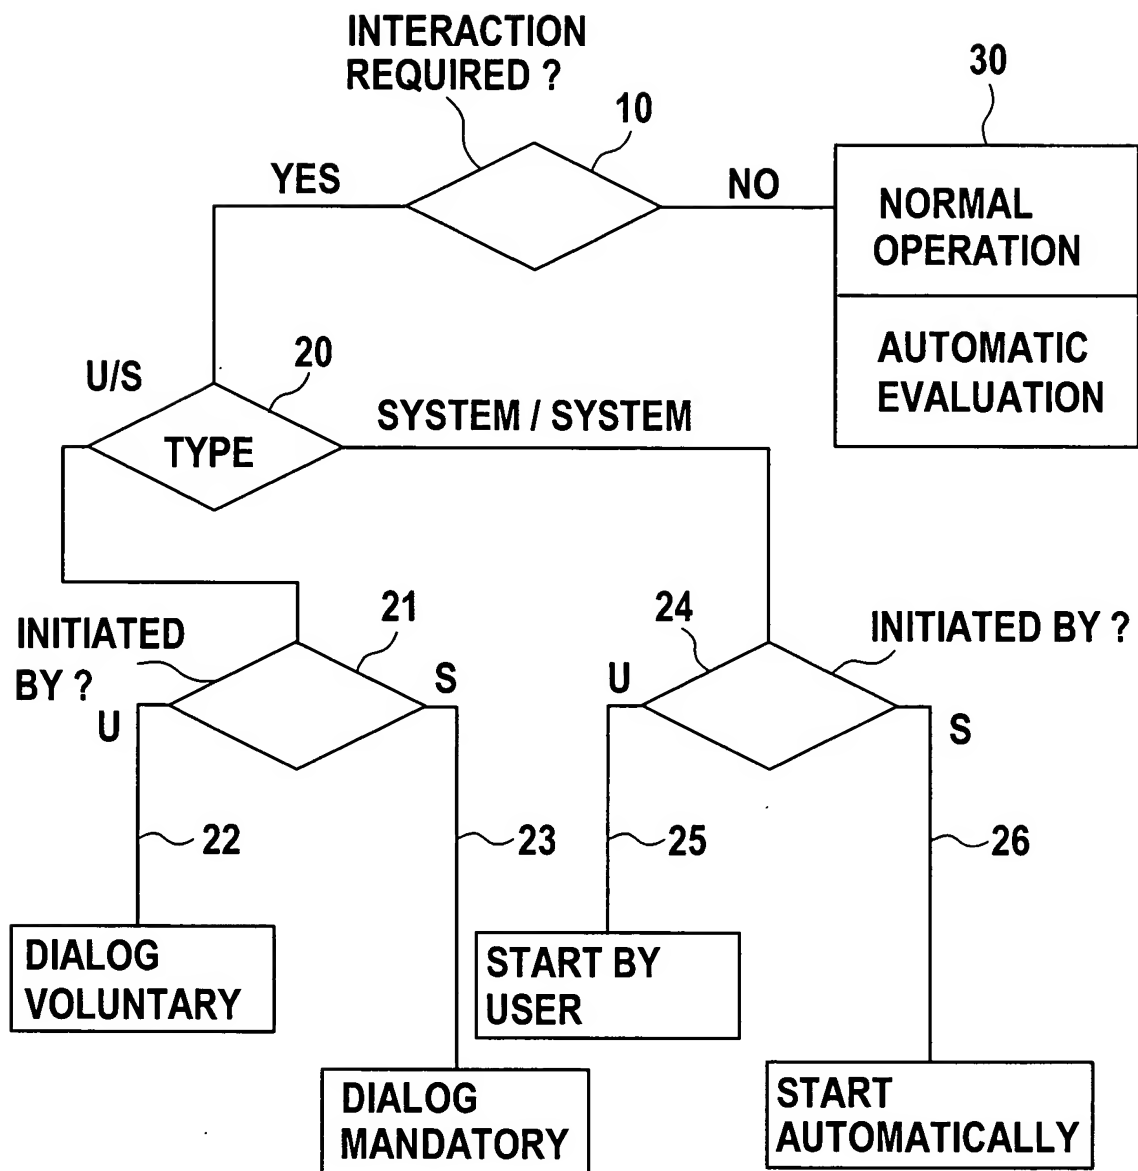 INTERACTION
REQUIRED ?
10
30
YES
NO
NORMAL
OPERATION
AUTOMATIC
EVALUATION
U/S
20
TYPE
SYSTEM / SYSTEM
INITIATED
BY ?
21
U
S
24
INITIATED BY ?
U
S
22
23
25
26
DIALOG
VOLUNTARY
DIALOG
MANDATORY
START BY
USER
START
AUTOMATICALLY